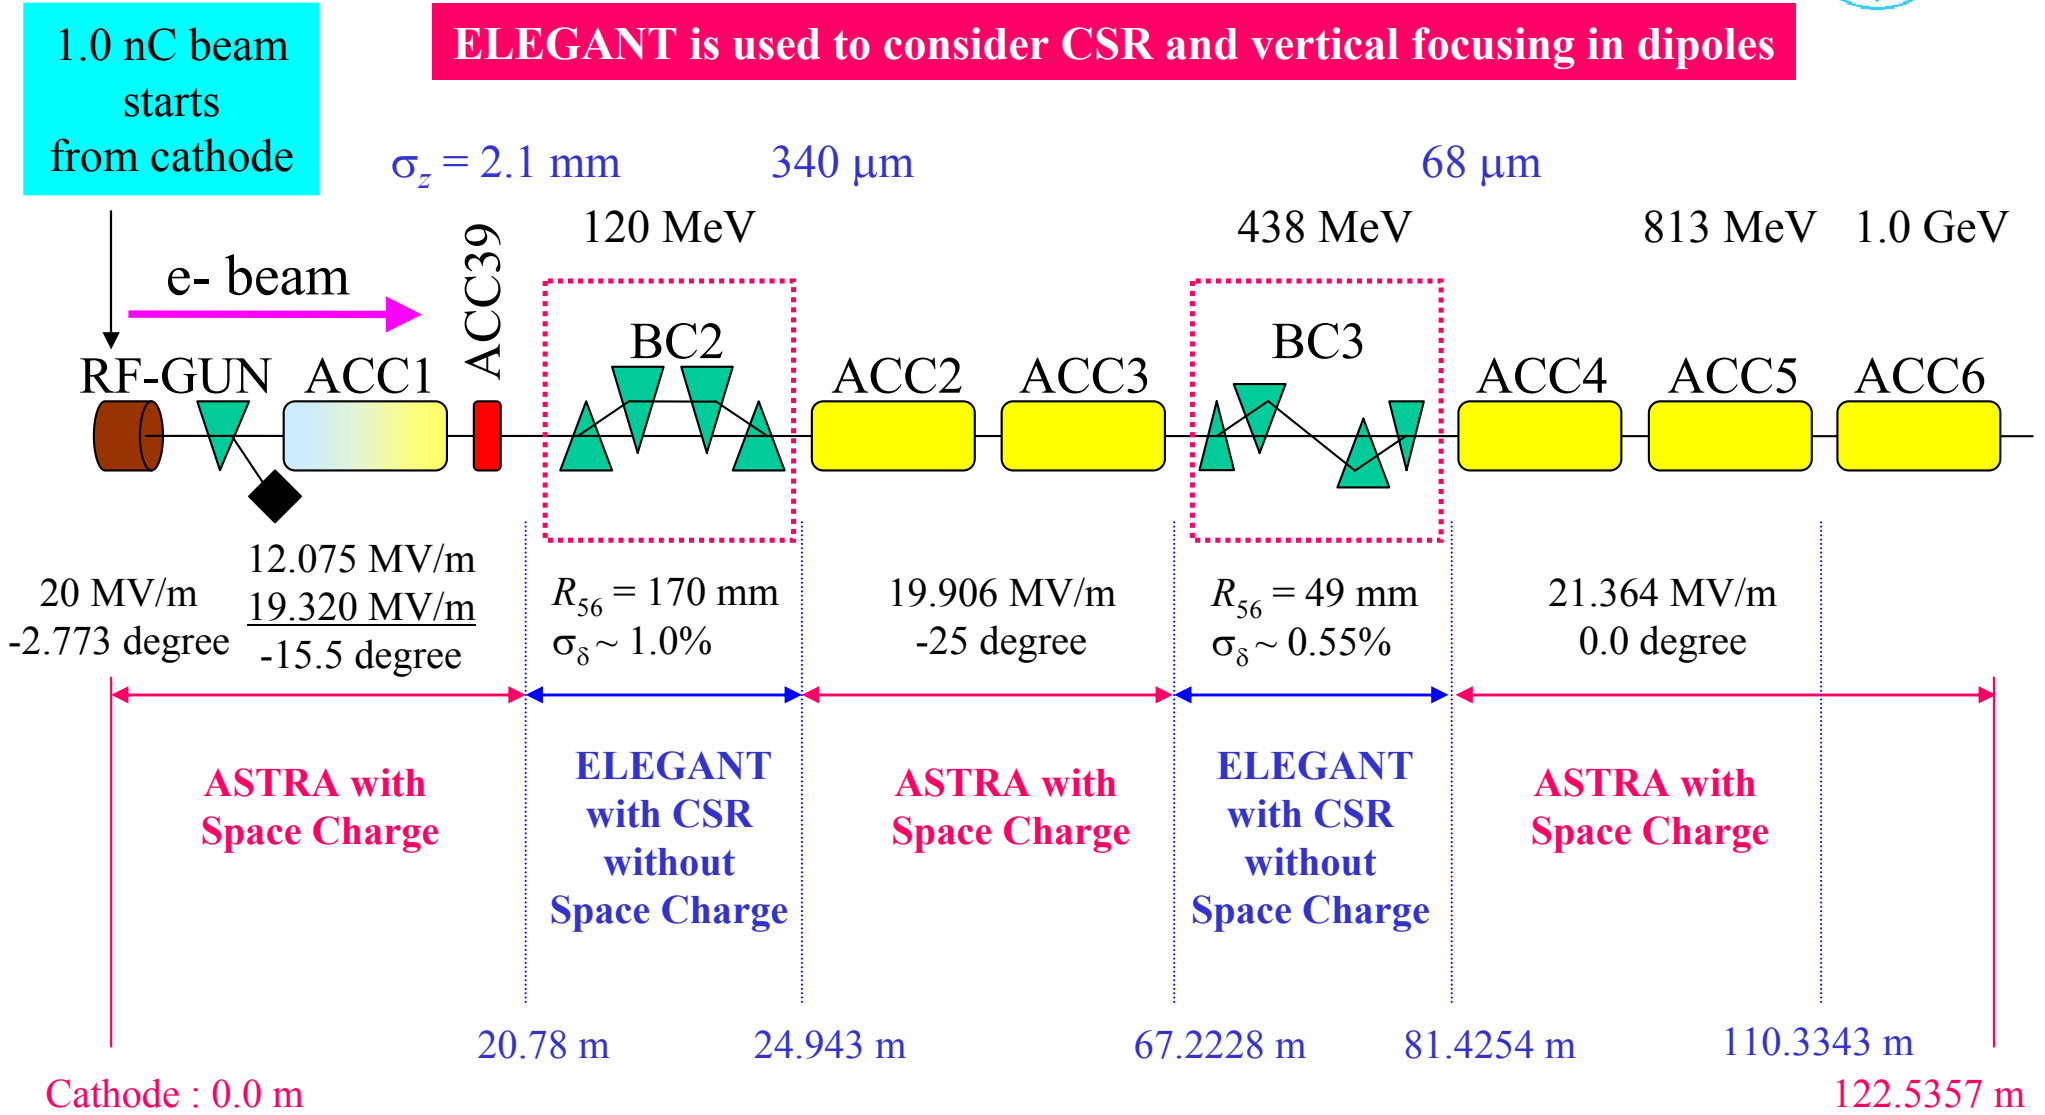 1.0 nC beam
starts
from cathode
ELEGANT is used to consider CSR and vertical focusing in dipoles
σz = 2.1 mm
340 μm
68 μm
120 MeV
438 MeV
813 MeV
1.0 GeV
e- beam
ACC39
RF-GUN
ACC1
BC2
ACC2
ACC3
BC3
ACC4
ACC5
ACC6
20 MV/m
-2.773 degree
12.075 MV/m
19.320 MV/m
-15.5 degree
R56 = 170 mm
σδ ~ 1.0%
19.906 MV/m
-25 degree
R56 = 49 mm
σδ ~ 0.55%
21.364 MV/m
0.0 degree
ASTRA with
Space Charge
ELEGANT
with CSR
without
Space Charge
ASTRA with
Space Charge
ELEGANT
with CSR
without
Space Charge
ASTRA with
Space Charge
20.78 m
24.943 m
67.2228 m
81.4254 m
110.3343 m
Cathode : 0.0 m
122.5357 m